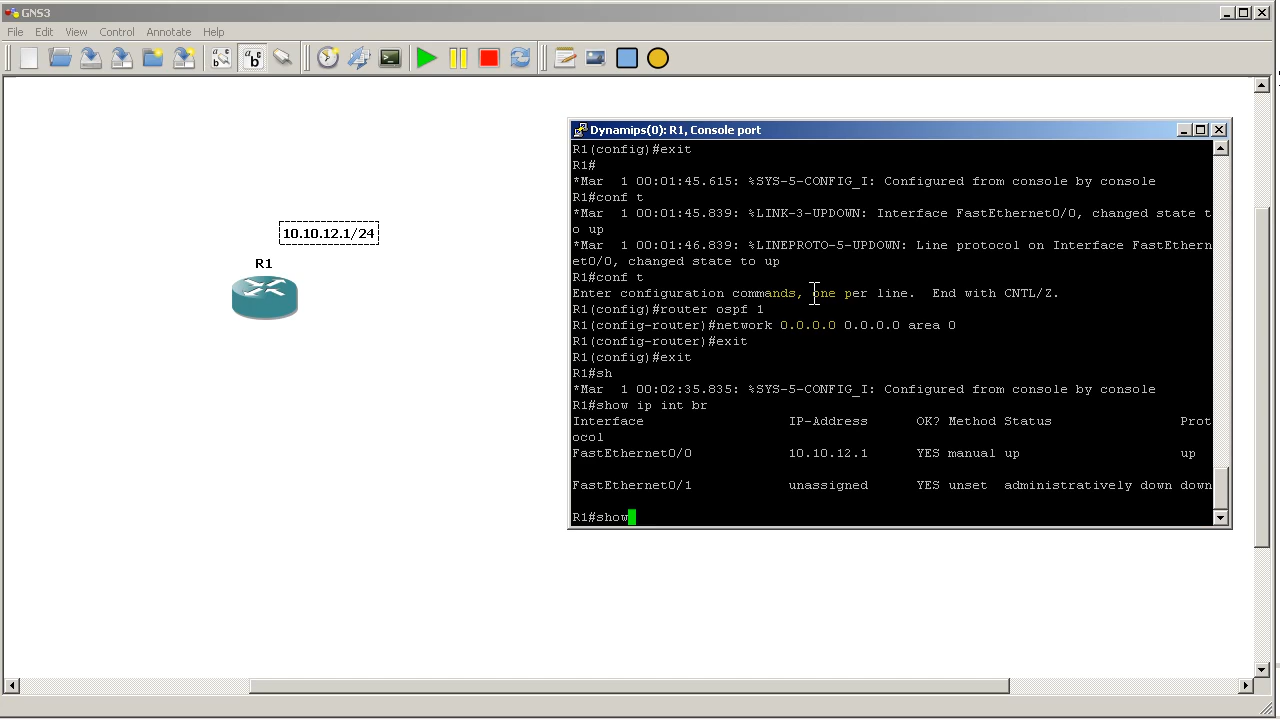 GNS3
File Edit View Control Annotate Help
Dynamips(0): R1, Console port
R1(config)#exit
R1#
*Mar  1 00:01:45.615: %SYS-5-CONFIG_I: Configured from console by console
R1#conf t
*Mar  1 00:01:45.839: %LINK-3-UPDOWN: Interface FastEthernet0/0, changed state t
o up
*Mar  1 00:01:46.839: %LINEPROTO-5-UPDOWN: Line protocol on Interface FastEthern
et0/0, changed state to up
R1#conf t
Enter configuration commands, one per line.  End with CNTL/Z.
R1(config)#router ospf 1
R1(config-router)#network 0.0.0.0 0.0.0.0 area 0
R1(config-router)#exit
R1(config)#exit
R1#sh
*Mar  1 00:02:35.835: %SYS-5-CONFIG_I: Configured from console by console
R1#show ip int br
Interface                  IP-Address      OK? Method Status                Prot
ocol
FastEthernet0/0            10.10.12.1      YES manual up                    up
FastEthernet0/1            unassigned      YES unset  administratively down down
R1#show
10.10.12.1/24
R1